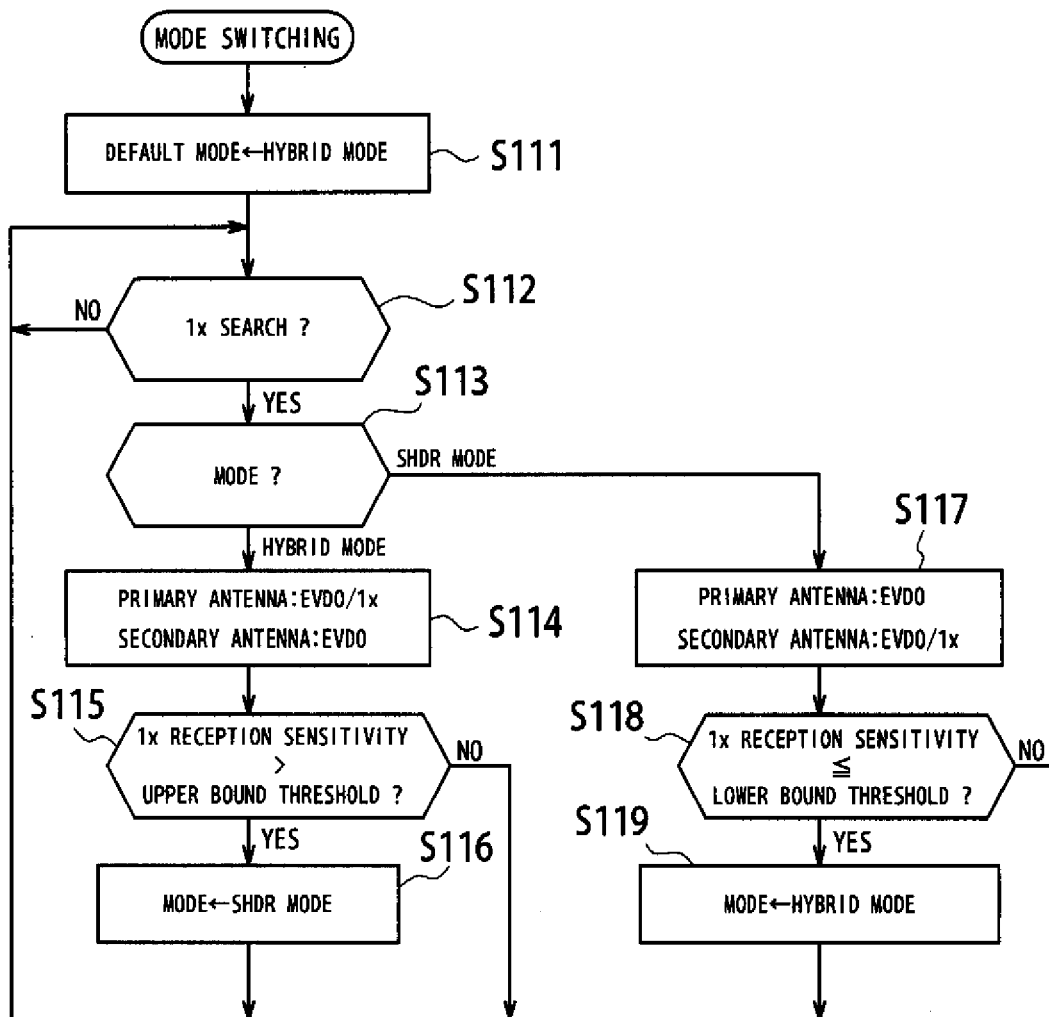 MODE SWITCHING
DEFAULT MODE←HYBRID MODE
S111
S112
NO
1x SEARCH ?
YES
S113
MODE ?
SHDR MODE
HYBRID MODE
S117
PRIMARY ANTENNA:EVDO/1x
SECONDARY ANTENNA:EVDO
S114
PRIMARY ANTENNA:EVDO
SECONDARY ANTENNA:EVDO/1x
S115
1x RECEPTION SENSITIVITY
>
UPPER BOUND THRESHOLD ?
NO
YES
S118
1x RECEPTION SENSITIVITY
≦
LOWER BOUND THRESHOLD ?
NO
YES
S116
MODE←SHDR MODE
S119
MODE←HYBRID MODE